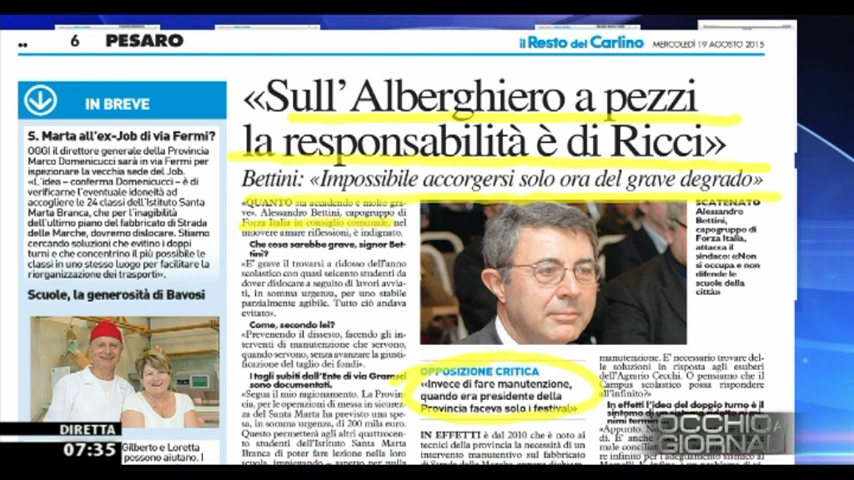 6 PESARO
il Resto del Carlino MERCOLEDÌ 19 AGOSTO 2015
IN BREVE
S. Marta all'ex-Job di via Fermi?
OGGI il direttore generale della Provincia
Marco Domenicucci sarà in via Fermi per
ispezionare la vecchia sede del Job.
«L'idea – conferma Domenicucci – è di
verificarne l'eventuale idoneità ad
accogliere le 24 classi dell'Istituto Santa
Marta Branca, che per l'inagibilità
dell'ultimo piano del fabbricato di Strada
delle Marche, dovremo dislocare. Stiamo
cercando soluzioni che evitino i doppi
turni e che concentrino il più possibile le
classi in uno stesso luogo per facilitare la
riorganizzazione dei trasporti».
Scuole, la generosità di Bavosi
Gilberto e Loretta
possono aiutano. I
«Sull'Alberghiero a pezzi
la responsabilità è di Ricci»
Bettini: «Impossibile accorgersi solo ora del grave degrado»
«QUANTO sta accadendo è molto gra-
ve». Alessandro Bettini, capogruppo di
Forza Italia in consiglio comunale, nel
muovere amare riflessioni, è indignato.
Che cosa sarebbe grave, signor Bet-
tini?
«E' grave il trovarsi a ridosso dell'anno
scolastico con quasi seicento studenti da
dover dislocare a seguito di lavori avvia-
ti, in somma urgenza, per uno stabile
parzialmente agibile. Tutto ciò andava
evitato».
Come, secondo lei?
«Prevenendo il dissesto, facendo gli in-
terventi di manutenzione che servono,
quando servono, senza avanzare la giusti-
ficazione del taglio dei fondi».
I tagli subiti dall'Ente di via Gramsci
sono documentati.
«Segua il mio ragionamento. La Provin-
cia, per le operazioni di messa in sicurez-
za del Santa Marta ha previsto una spe-
sa, in somma urgenza, di 200 mila euro.
Questo permetterà agli altri quattrocen-
to studenti dell'Istituto Santa Marta
Branca di poter fare lezione nella loro
SCATENATO
Alessandro
Bettini,
capogruppo di
Forza Italia,
attacca il
sindaco: «Non
si occupa e non
difende le
scuole della
città»
OPPOSIZIONE CRITICA
«Invece di fare manutenzione,
quando era presidente della
Provincia faceva solo i festival»
IN EFFETTI è dal 2010 che è noto ai
tecnici della provincia la necessità di un
intervento manutentivo sul fabbricato
manutenzione. E' necessario trovare del-
le soluzioni in risposta agli esuberi
dell'Agrario Cecchi. O pensiamo che il
Campus scolastico possa rispondere
all'infinito?»
In effetti l'idea del doppio turno è il
DIRETTA
07:35
OCCHIO AI
GIORNALI